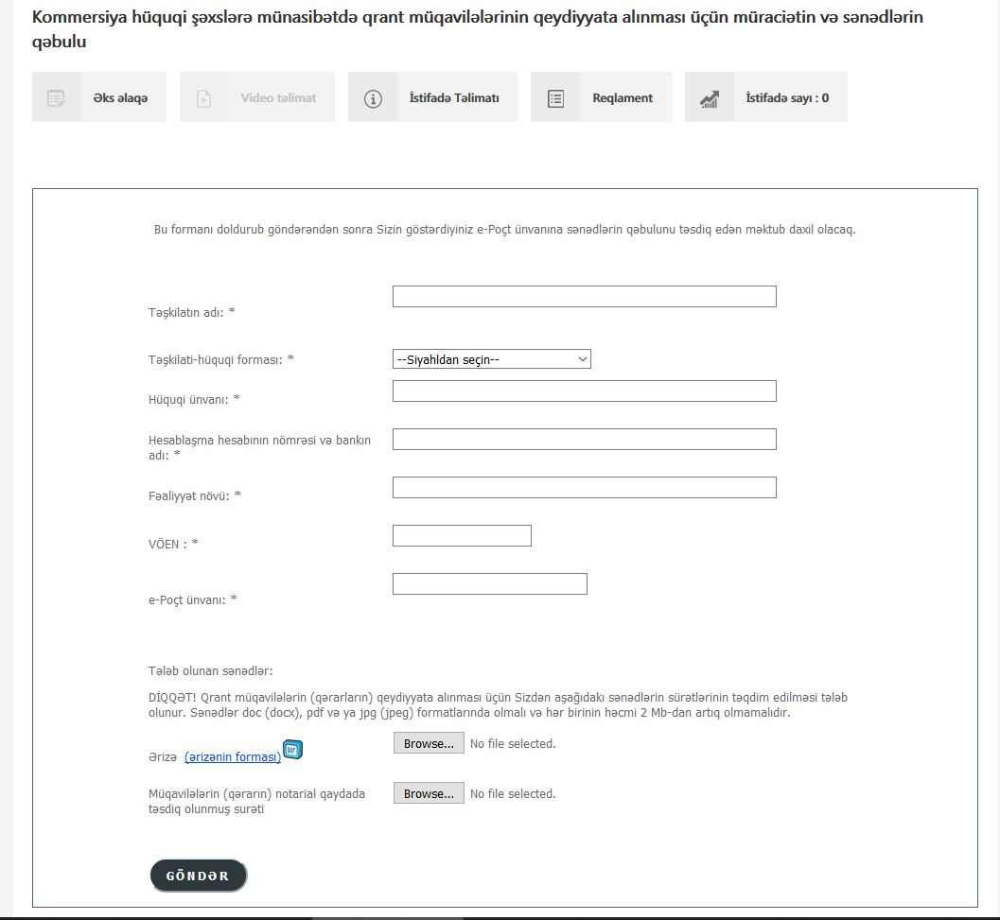 Kommersiya hüquqi şəxslərə münasibətdə qrant müqavilələrinin qeydiyyata alınması üçün müraciətin və sənədlərin
qəbulu
Əks əlaqə
Video təlimat
İstifadə Təlimatı
Reqlament
İstifadə sayı : 0
Bu formanı doldurub göndərəndən sonra Sizin göstərdiyiniz e-Poçt ünvanına sənədlərin qəbulunu təsdiq edən məktub daxil olacaq.
Təşkilatın adı: *
Təşkilati-hüquqi forması: *
--Siyahldan seçin--
Hüquqi ünvanı: *
Hesablaşma hesabının nömrəsi və bankın
adı: *
Fəaliyyət növü: *
VÖEN : *
e-Poçt ünvanı: *
Tələb olunan sənədlər:
DİQQƏT! Qrant müqavilələrin (qərarların) qeydiyyata alınması üçün Sizdən aşağıdakı sənədlərin sürətlərinin təqdim edilməsi tələb
olunur. Sənədlər doc (docx), pdf və ya jpg (jpeg) formatlarında olmalı və hər birinin həcmi 2 Mb-dan artıq olmamalıdır.
Ərizə (ərizənin forması)
Browse... No file selected.
Müqavilələrin (qərarın) notarial qaydada
təsdiq olunmuş surəti
Browse... No file selected.
GÖNDƏR